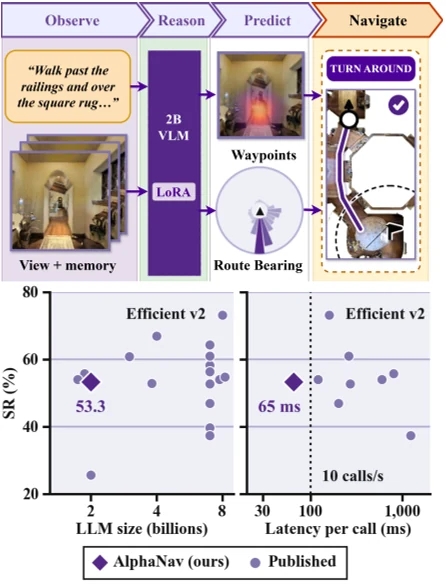 Observe
Reason
Predict
Navigate
“Walk past the
railings and over
the square rug…”
View + memory
2B
VLM
LoRA
Waypoints
Route Bearing
TURN AROUND
80
60
40
20
SR (%)
Efficient v2
53.3
2
4
8
LLM size (billions)
Efficient v2
65 ms
10 calls/s
30
100
1,000
Latency per call (ms)
AlphaNav (ours)
Published